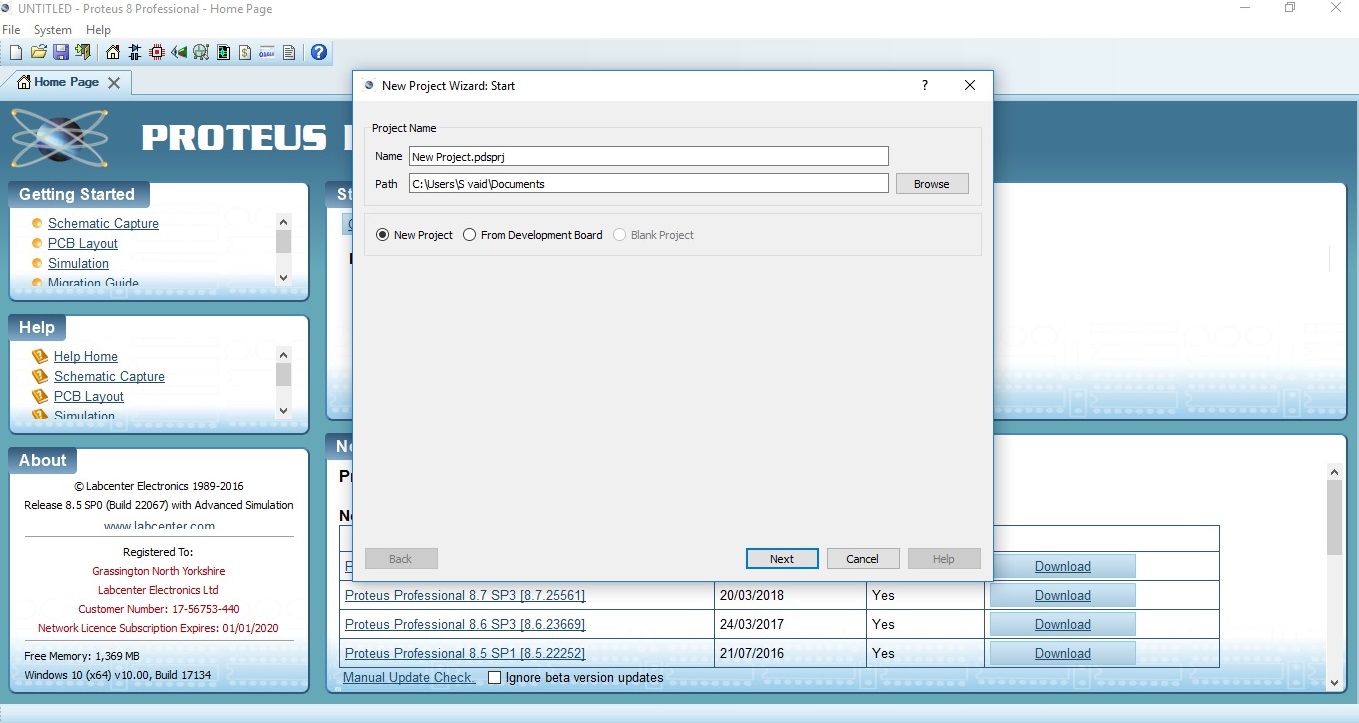 UNTITLED - Proteus 8 Professional - Home Page
File System Help
Home Page
New Project Wizard: Start
?
PROTEUS
Project Name
Name New Project.pdsprj
Path C:\Users\S vaid\Documents Browse
New Project From Development Board Blank Project
Back Next Cancel Help
Getting Started
Schematic Capture
PCB Layout
Simulation
Migration Guide
Help
Help Home
Schematic Capture
PCB Layout
Simulation
About
© Labcenter Electronics 1989-2016
Release 8.5 SP0 (Build 22067) with Advanced Simulation
www.labcenter.com
Registered To:
Grassington North Yorkshire
Labcenter Electronics Ltd
Customer Number: 17-56753-440
Network Licence Subscription Expires: 01/01/2020
Free Memory: 1,369 MB
Windows 10 (x64) v10.00, Build 17134
St
Download
Proteus Professional 8.7 SP3 [8.7.25561] 20/03/2018 Yes Download
Proteus Professional 8.6 SP3 [8.6.23669] 24/03/2017 Yes Download
Proteus Professional 8.5 SP1 [8.5.22252] 21/07/2016 Yes Download
Manual Update Check. Ignore beta version updates